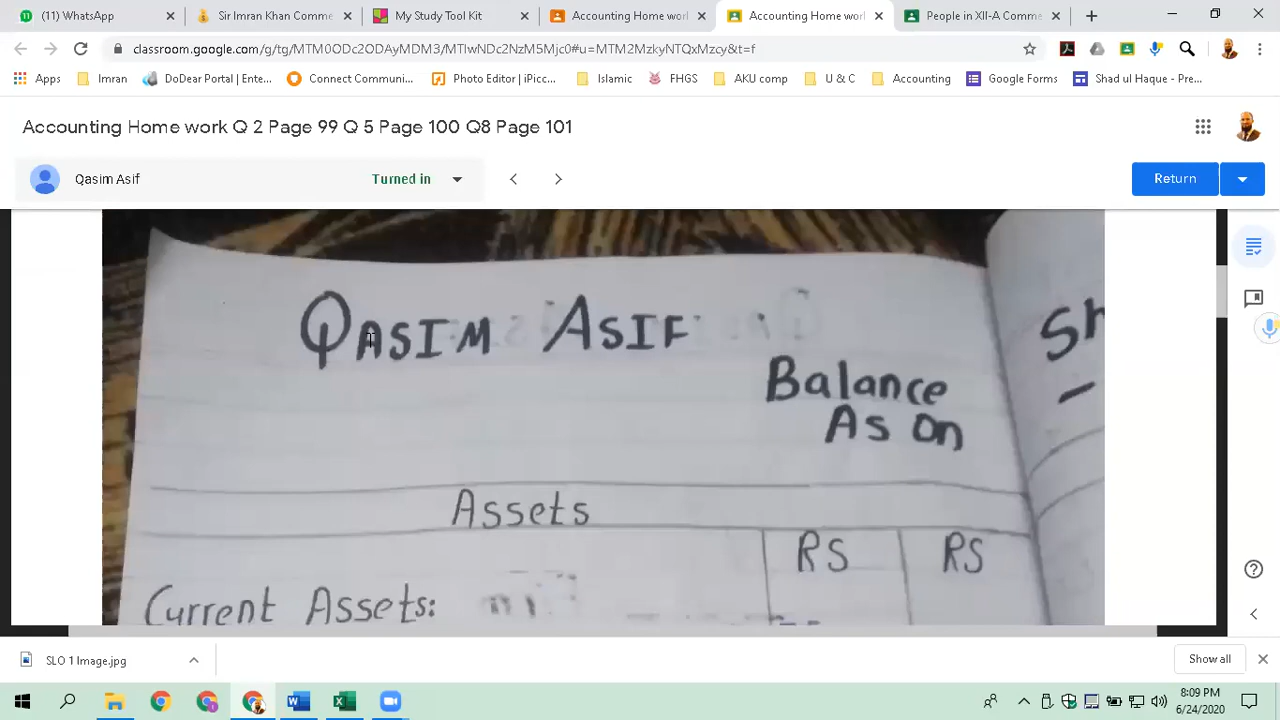 (11) WhatsApp
Sir Imran Khan Comme
My Study Tool Kit
Accounting Home work
Accounting Home work
People in XII-A Comme
classroom.google.com/g/tg/MTM0ODc2ODAyMDM3/MTIwNDc2NzM5Mjc0#u=MTM2MzkyNTQxMzcy&t=f
Apps
Imran
DoDear Portal | Ente...
Connect Communi...
Photo Editor | iPicc...
Islamic
FHGS
AKU comp
U & C
Accounting
Google Forms
Shad ul Haque - Pre...
Accounting Home work Q 2 Page 99 Q 5 Page 100 Q8 Page 101
Qasim Asif
Turned in
Return
QASIM ASIF
Balance
As On
Sh
Assets
RS
RS
Current Assets:
SLO 1 Image.jpg
Show all
8:09 PM
6/24/2020